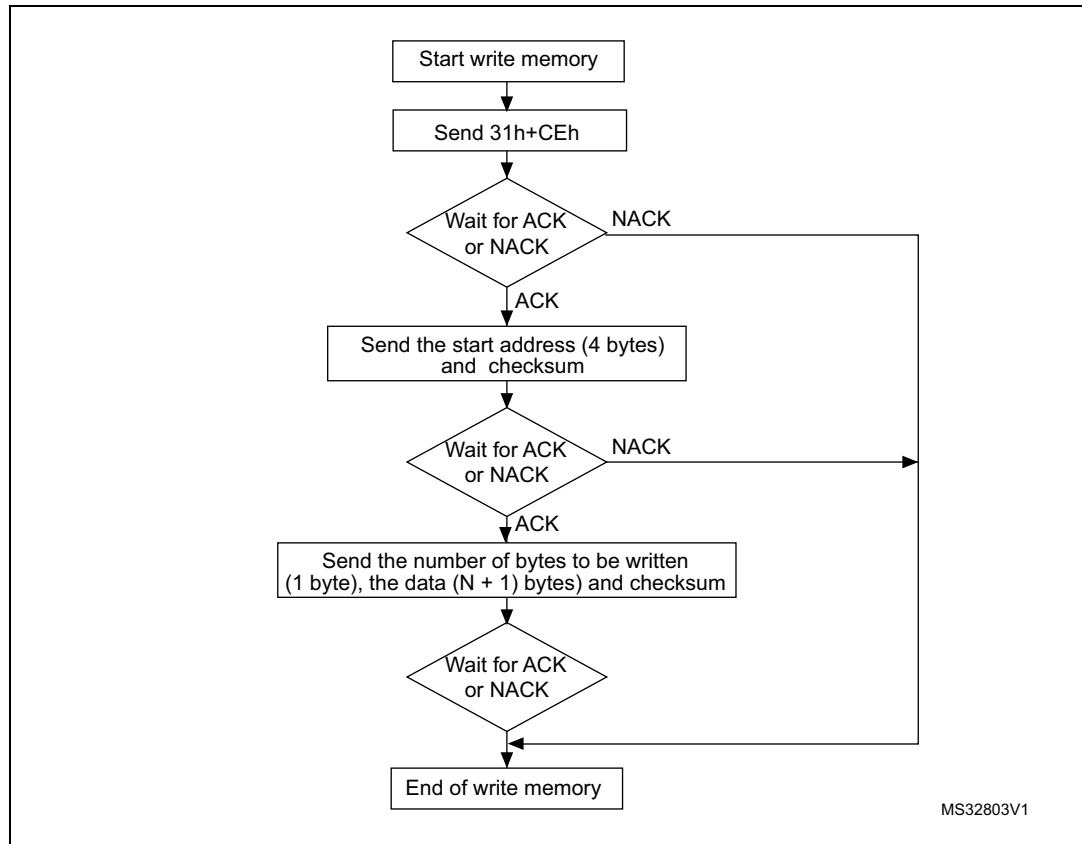 Start write memory
Send 31h+CEh
Wait for ACK
or NACK
NACK
ACK
Send the start address (4 bytes)
and checksum
Wait for ACK
or NACK
NACK
ACK
Send the number of bytes to be written
(1 byte), the data (N + 1) bytes) and checksum
Wait for ACK
or NACK
End of write memory
MS32803V1